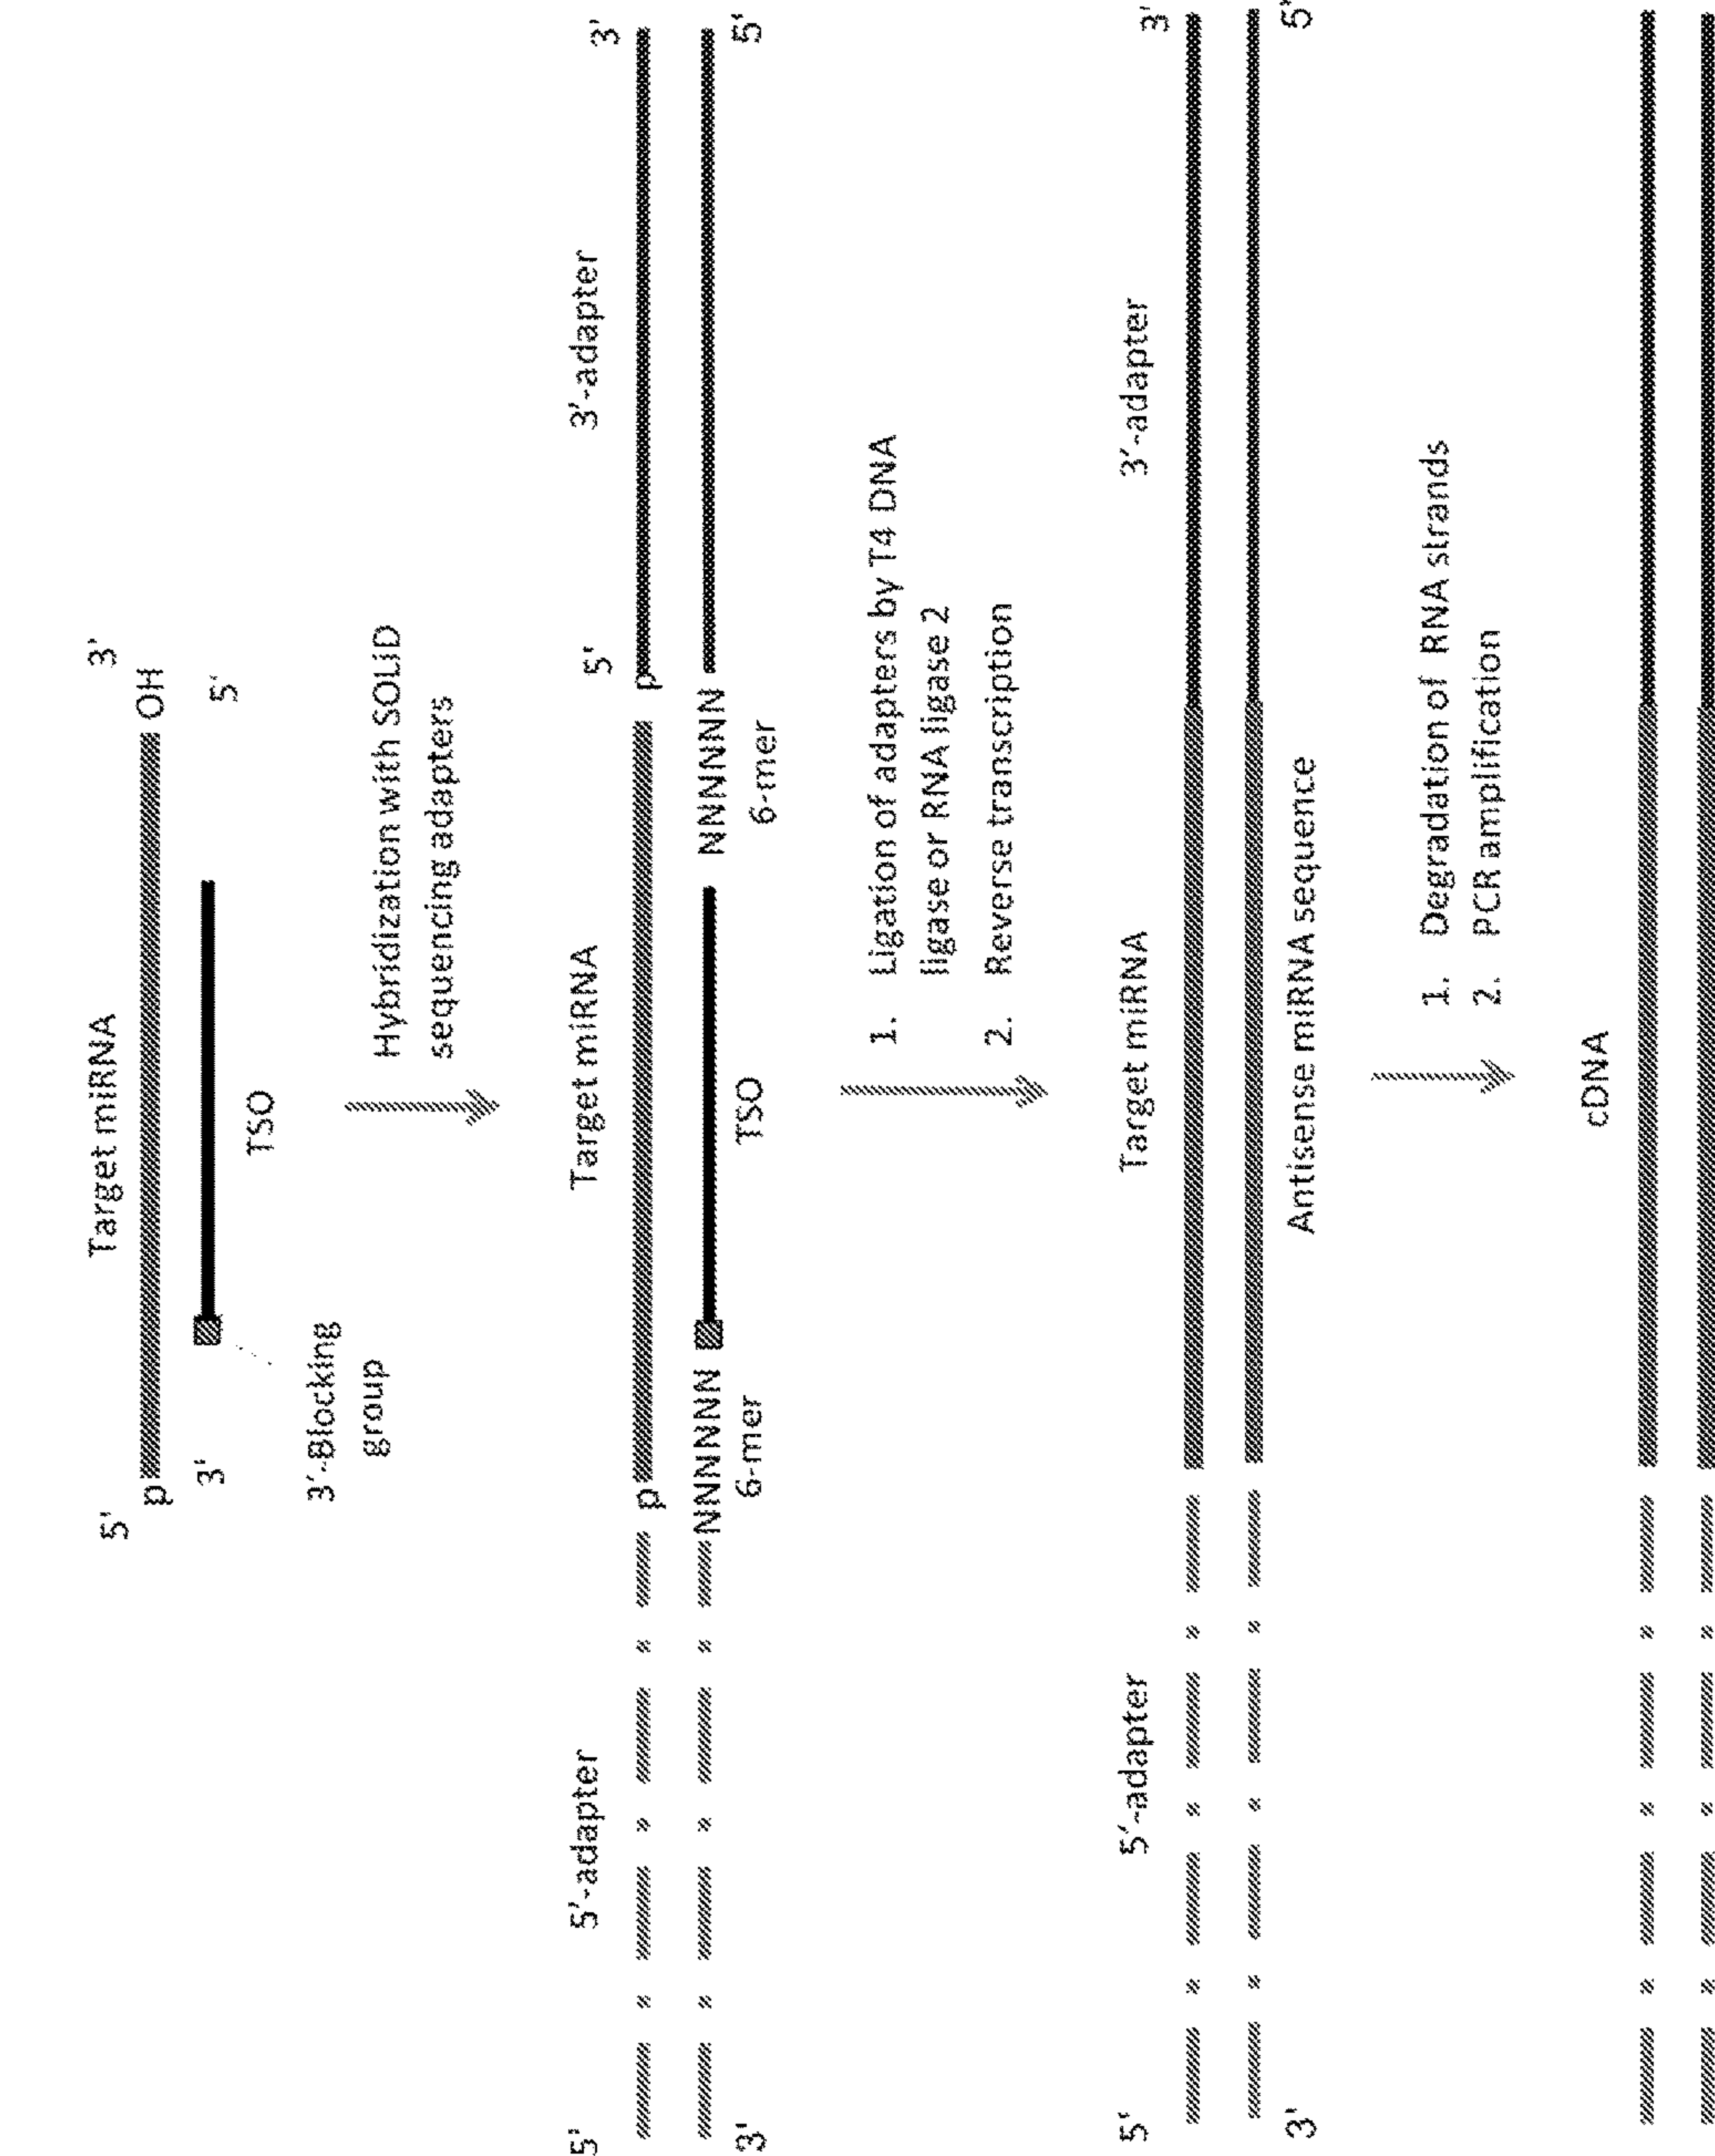 Target miRNA
5'
3'
p
OH
3'
5'
3'-Blocking
group
TSO
Hybridization with SOLiD
sequencing adapters
5'-adapter
Target miRNA
3'-adapter
5'
5'
3'
p
p
NNNNNN
NNNNNN
3'
6-mer
TSO
6-mer
5'
1. Ligation of adapters by T4 DNA
ligase or RNA ligase 2
2. Reverse transcription
5'-adapter
Target miRNA
3'-adapter
5'
3'
3'
Antisense miRNA sequence
5'
1. Degradation of RNA strands
2. PCR amplification
cDNA